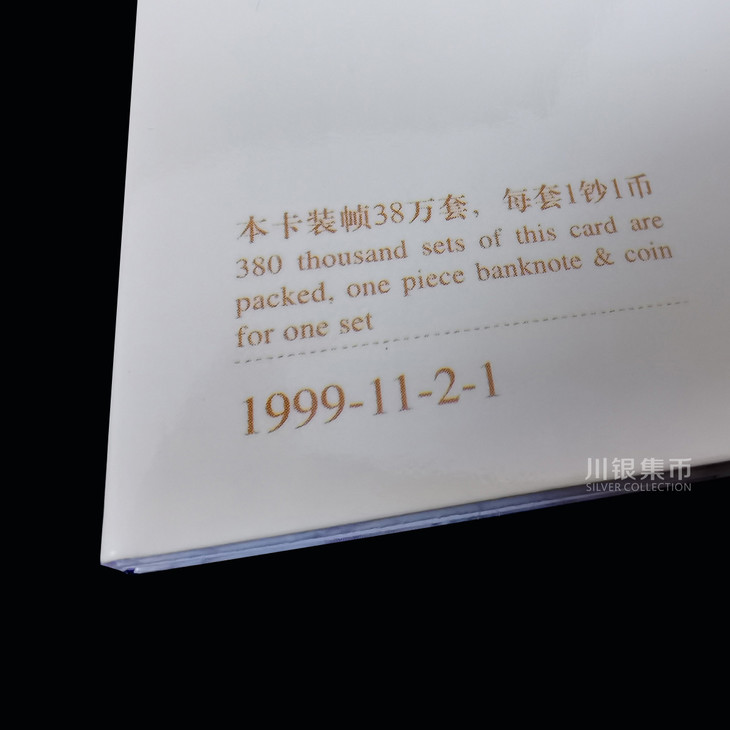 本卡装帧38万套，每套1钞1币
380 thousand sets of this card are
packed, one piece banknote & coin
for one set
1999-11-2-1
川银集币
SILVER COLLECTION